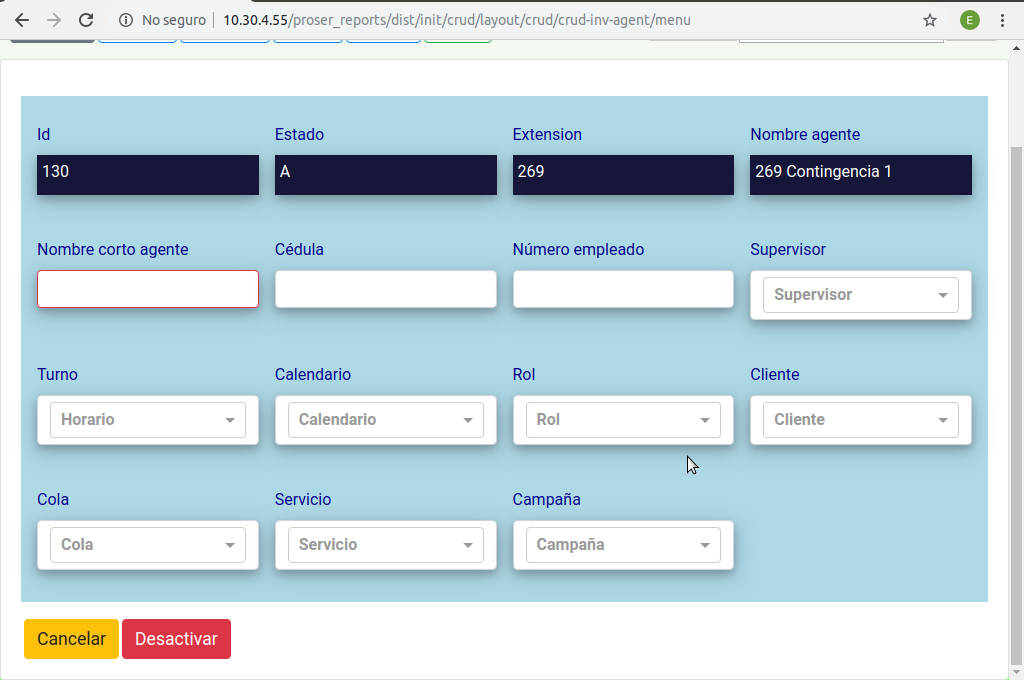 No seguro 10.30.4.55/proser_reports/dist/init/crud/layout/crud/crud-inv-agent/menu E
Id Estado Extension Nombre agente
130 A 269 269 Contingencia 1
Nombre corto agente Cédula Número empleado Supervisor
Supervisor
Turno Calendario Rol Cliente
Horario Calendario Rol Cliente
Cola Servicio Campaña
Cola Servicio Campaña
Cancelar Desactivar